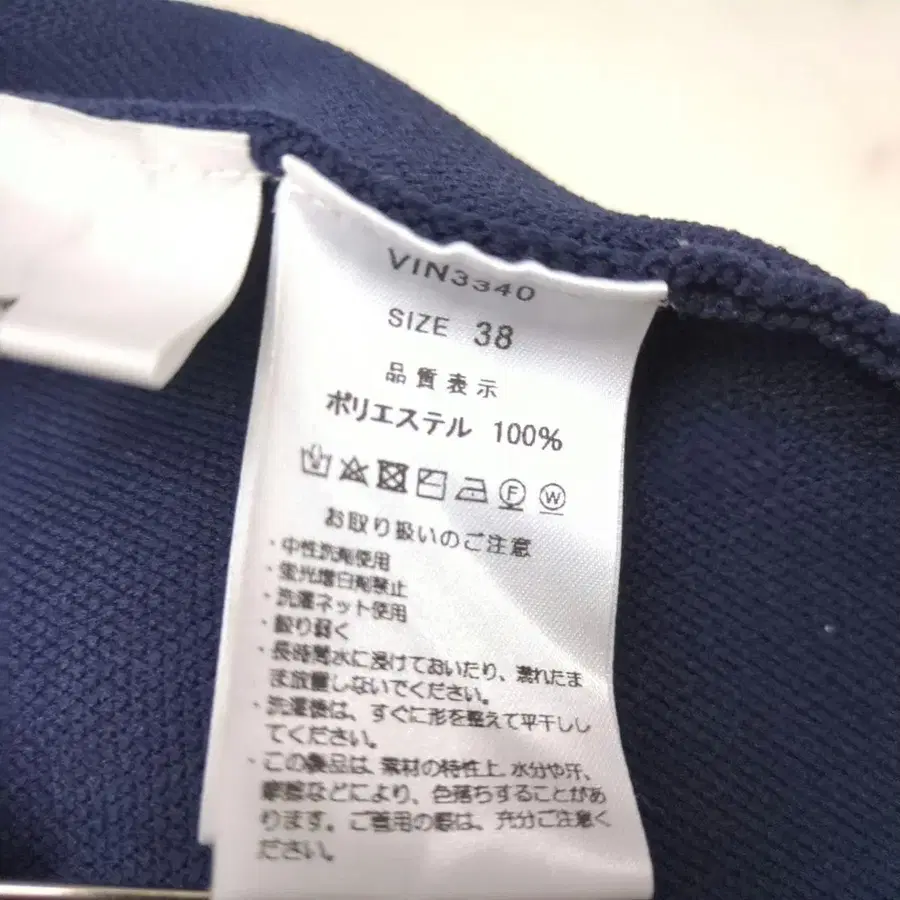 VIN3340
SIZE 38
品質表示
ポリエステル 100%
F W
お取り扱いのご注意
・中性洗剤使用
・蛍光増白剤禁止
・洗濯ネット使用
・絞り弱く
・長時間水に浸けておいたり、濡れたま
ま放置しないでください。
・洗濯後は、すぐに形を整えて平干しし
てください。
・この製品は、素材の特性上、水分や汗、
摩擦などにより、色落ちすることがあ
ります。ご着用の際は、充分ご注意く
ださい。